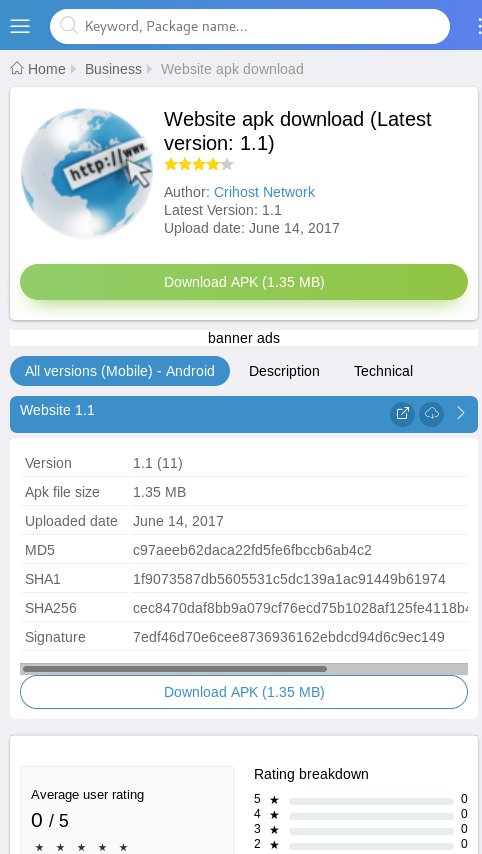 Keyword, Package name...
Home Business Website apk download
http://www.
Website apk download (Latest
version: 1.1)
Author: Crihost Network
Latest Version: 1.1
Upload date: June 14, 2017
Download APK (1.35 MB)
banner ads
All versions (Mobile) - Android Description Technical
Website 1.1
Version 1.1 (11)
Apk file size 1.35 MB
Uploaded date June 14, 2017
MD5 c97aeeb62daca22fd5fe6fbccb6ab4c2
SHA1 1f9073587db5605531c5dc139a1ac91449b61974
SHA256 cec8470daf8bb9a079cf76ecd75b1028af125fe4118b4
Signature 7edf46d70e6cee8736936162ebdcd94d6c9ec149
Download APK (1.35 MB)
Average user rating
0 / 5
★ ★ ★ ★ ★
Rating breakdown
5 ★ 0
4 ★ 0
3 ★ 0
2 ★ 0